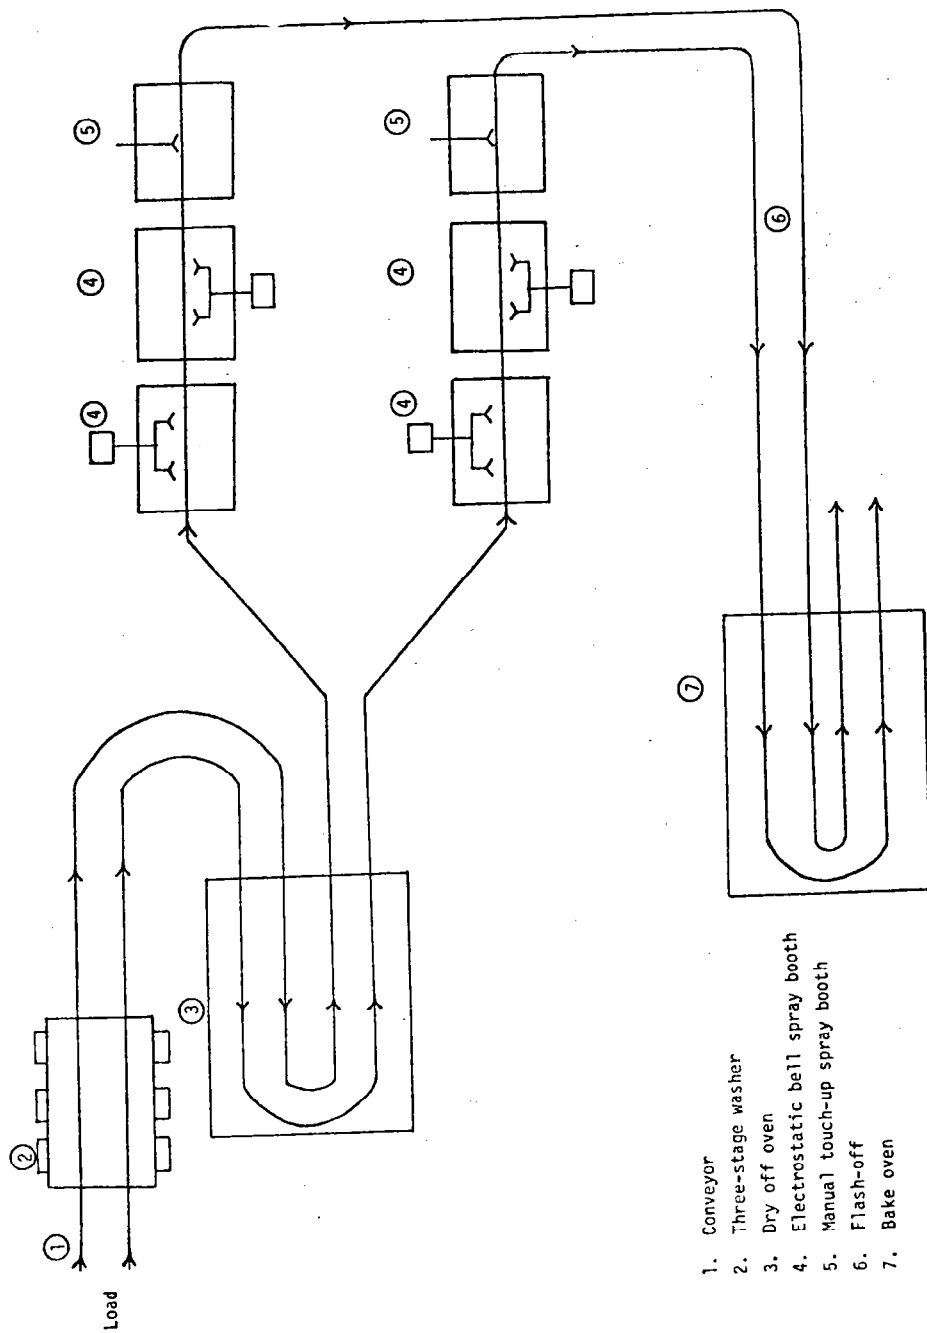 Load
①
②
③
④
④
⑤
④
④
⑤
⑥
⑦
1. Conveyor
2. Three-stage washer
3. Dry off oven
4. Electrostatic bell spray booth
5. Manual touch-up spray booth
6. Flash-off
7. Bake oven